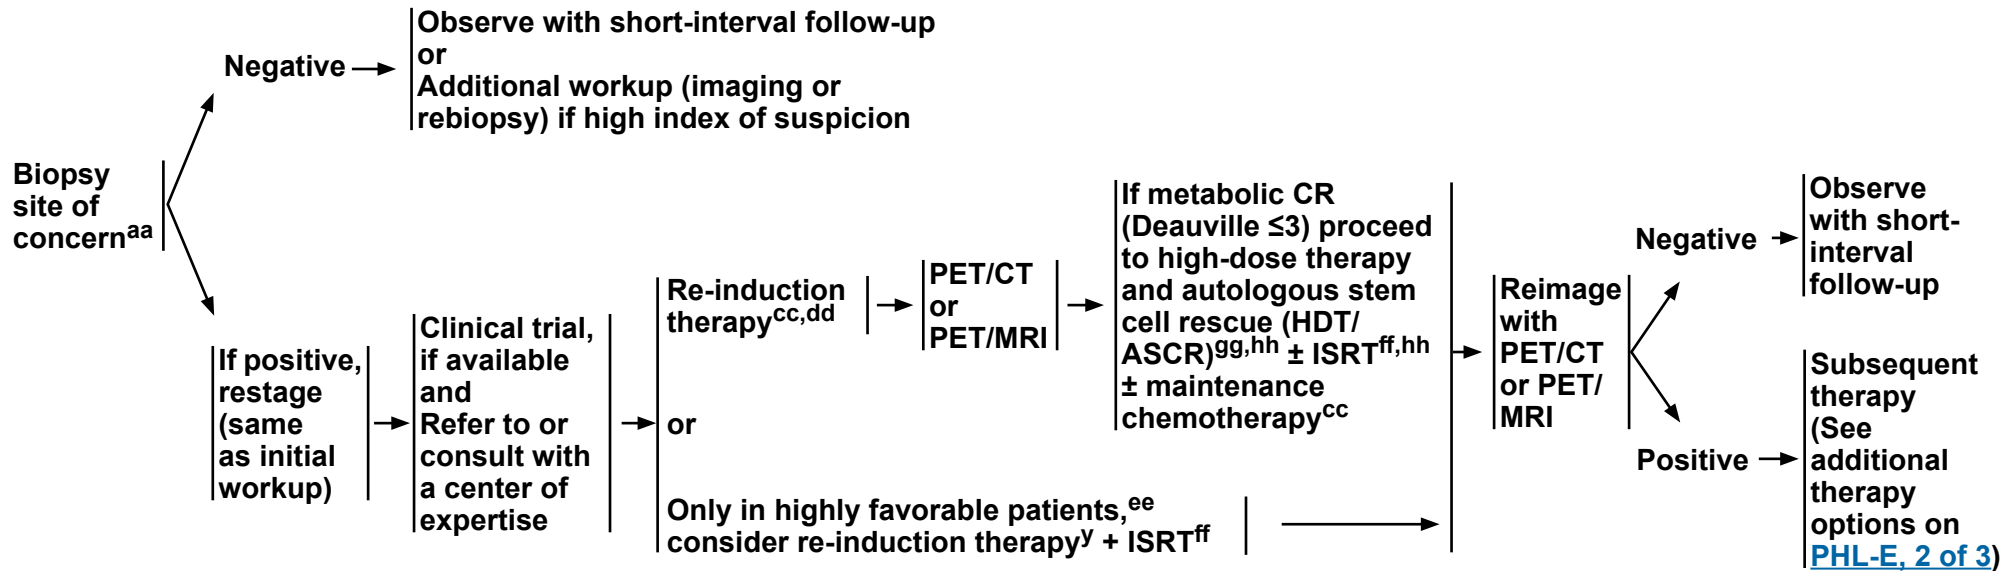 Observe with short-interval follow-up
or
Additional workup (imaging or
rebiopsy) if high index of suspicion
Negative
Biopsy
site of
concernaa
If positive,
restage
(same
as initial
workup)
Clinical trial,
if available
and
Refer to or
consult with
a center of
expertise
Re-induction
therapycc,dd
or
Only in highly favorable patients,ee
consider re-induction therapyy + ISRTff
PET/CT
or
PET/MRI
If metabolic CR
(Deauville ≤3) proceed
to high-dose therapy
and autologous stem
cell rescue (HDT/
ASCR)gg,hh ± ISRTff,hh
± maintenance
chemotherapycc
Reimage
with
PET/CT
or PET/
MRI
Negative
Observe
with short-
interval
follow-up
Positive
Subsequent
therapy
(See
additional
therapy
options on
PHL-E, 2 of 3)